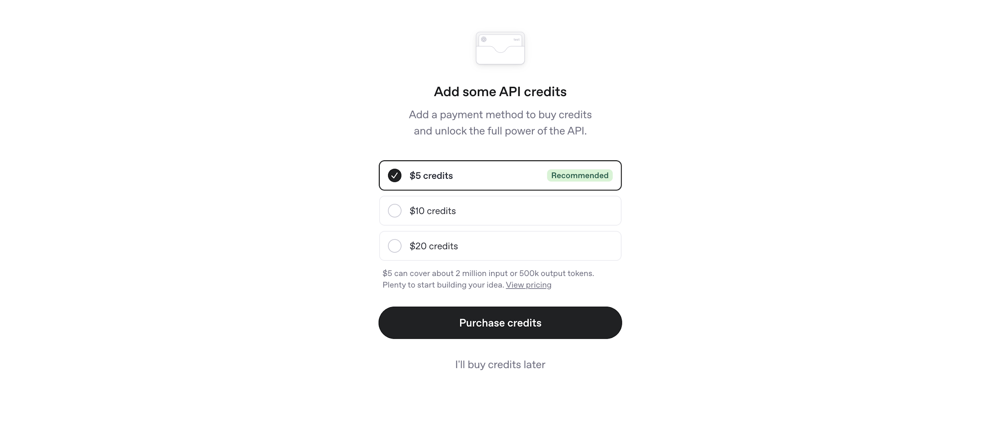 test
Add some API credits
Add a payment method to buy credits
and unlock the full power of the API.
$5 credits Recommended
$10 credits
$20 credits
$5 can cover about 2 million input or 500k output tokens.
Plenty to start building your idea. View pricing
Purchase credits
I'll buy credits later